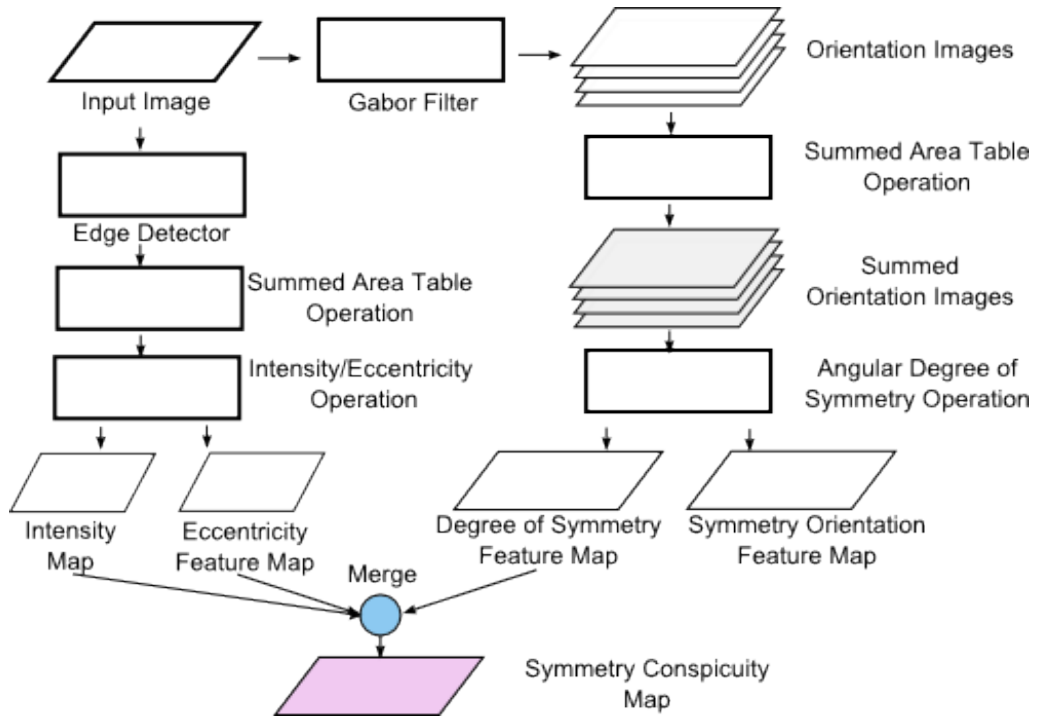 Input Image
Gabor Filter
Orientation Images
Edge Detector
Summed Area Table
Operation
Summed Area Table
Operation
Summed
Orientation Images
Intensity/Eccentricity
Operation
Angular Degree of
Symmetry Operation
Intensity
Map
Eccentricity
Feature Map
Degree of Symmetry
Feature Map
Symmetry Orientation
Feature Map
Merge
Symmetry Conspicuity
Map